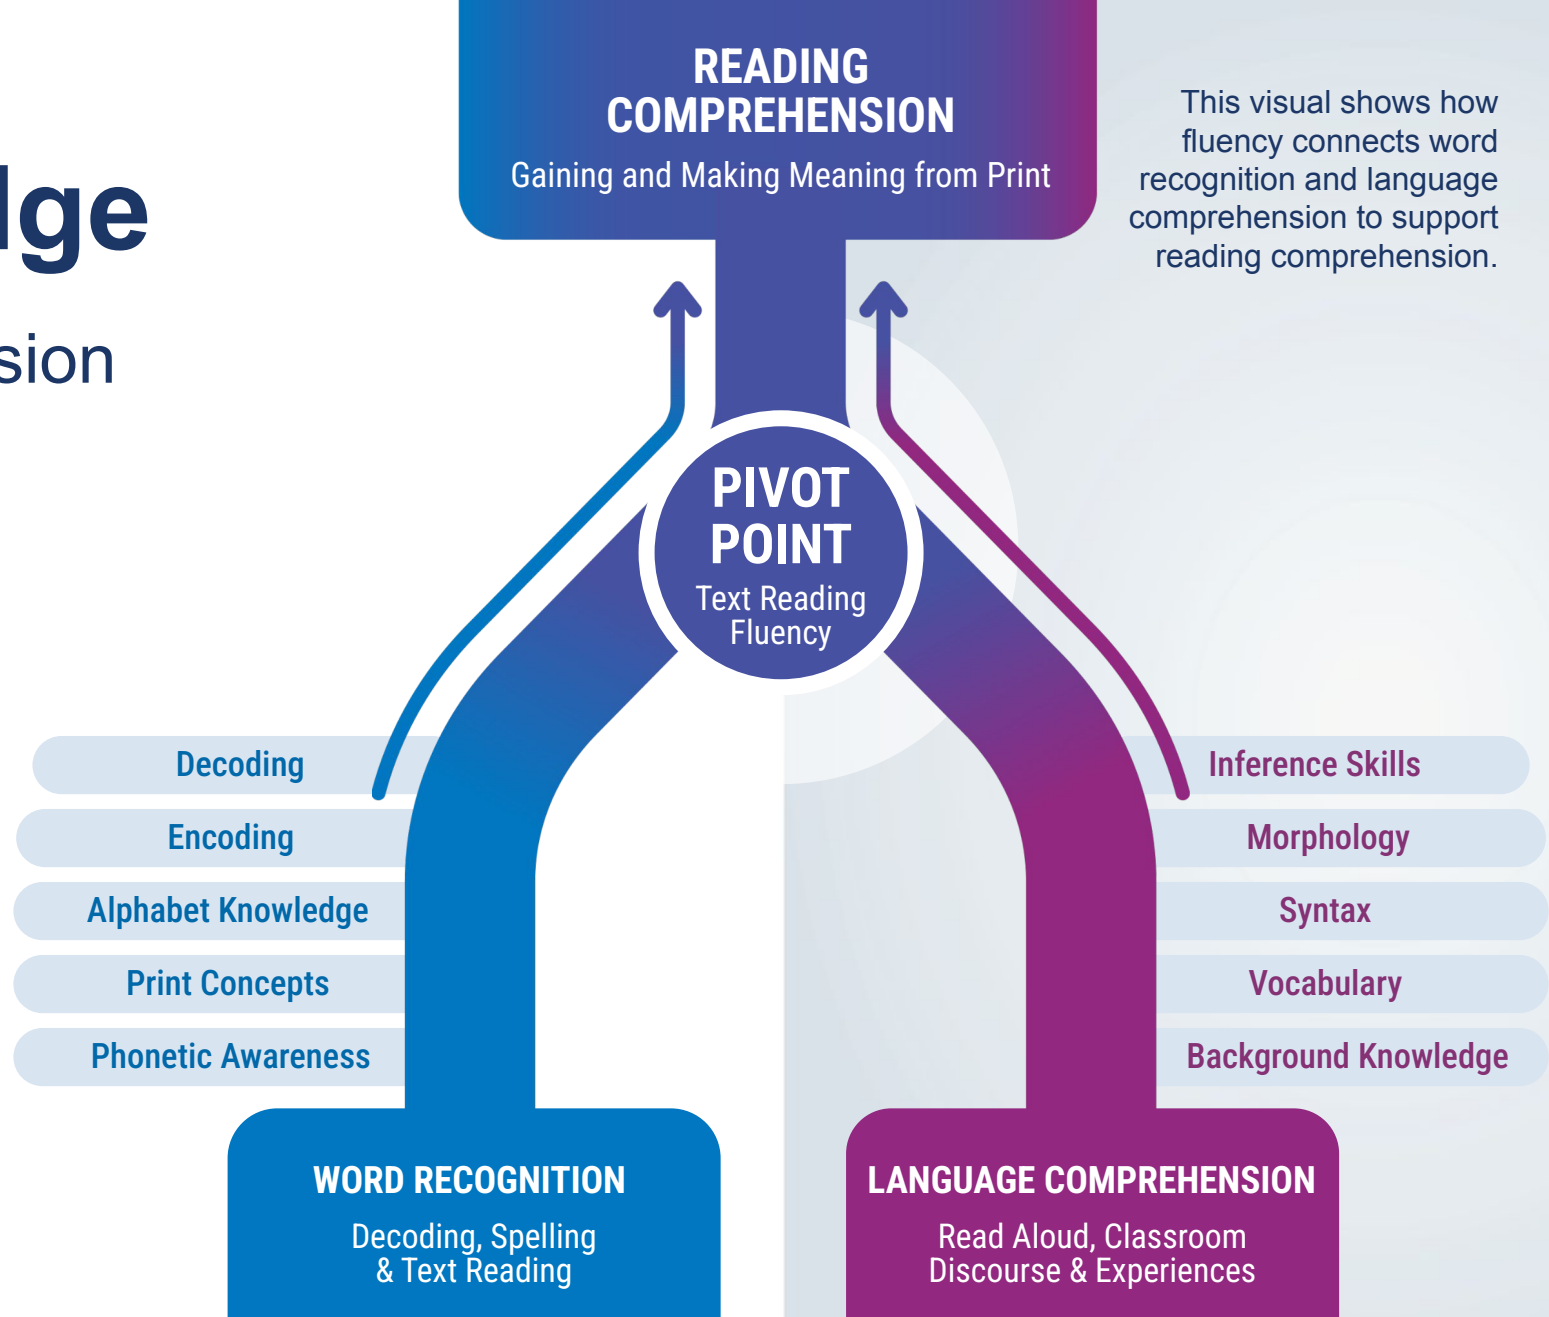 READING
COMPREHENSION
Gaining and Making Meaning from Print
This visual shows how
fluency connects word
recognition and language
comprehension to support
reading comprehension.
PIVOT
POINT
Text Reading
Fluency
Decoding
Encoding
Alphabet Knowledge
Print Concepts
Phonetic Awareness
Inference Skills
Morphology
Syntax
Vocabulary
Background Knowledge
WORD RECOGNITION
Decoding, Spelling
& Text Reading
LANGUAGE COMPREHENSION
Read Aloud, Classroom
Discourse & Experiences